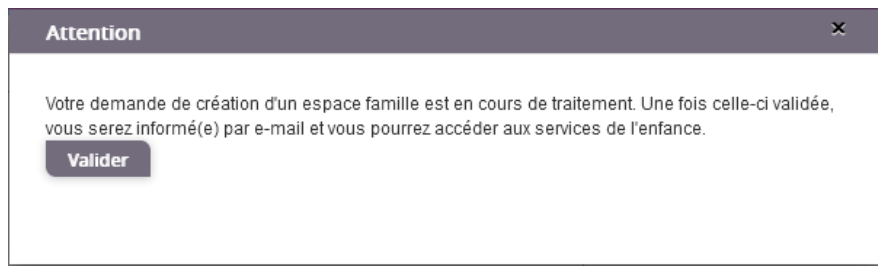 Attention
Votre demande de création d'un espace famille est en cours de traitement. Une fois celle-ci validée,
vous serez informé(e) par e-mail et vous pourrez accéder aux services de l'enfance.
Valider